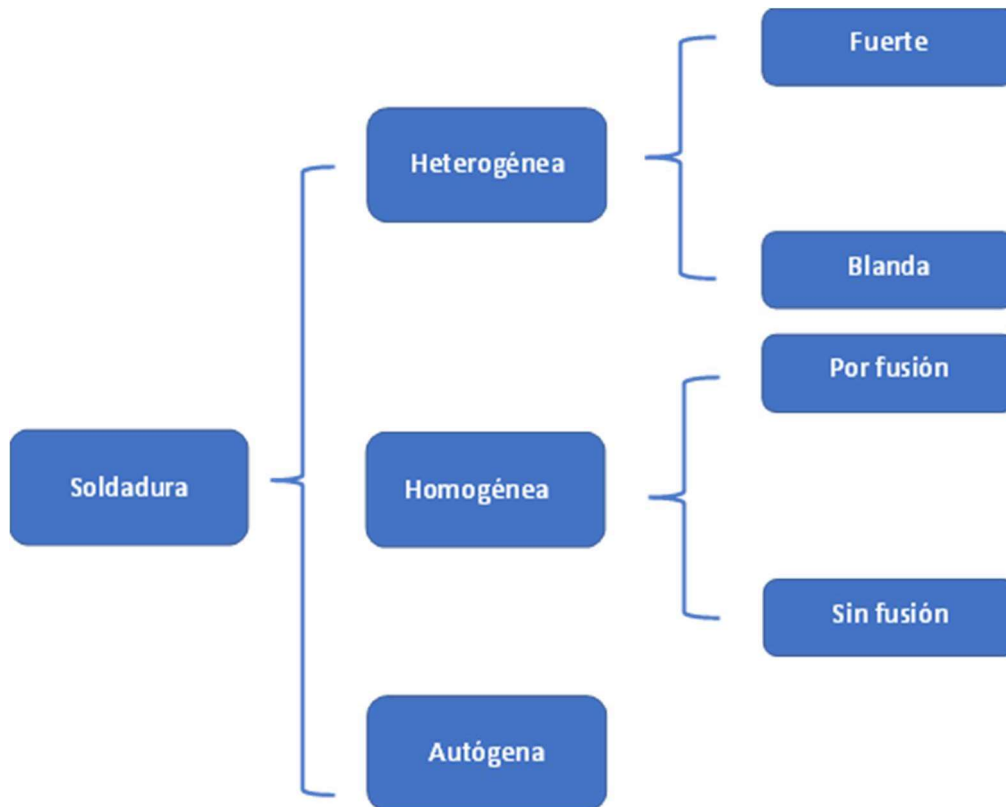 Soldadura
Heterogénea
Fuerte
Blanda
Homogénea
Por fusión
Sin fusión
Autógena